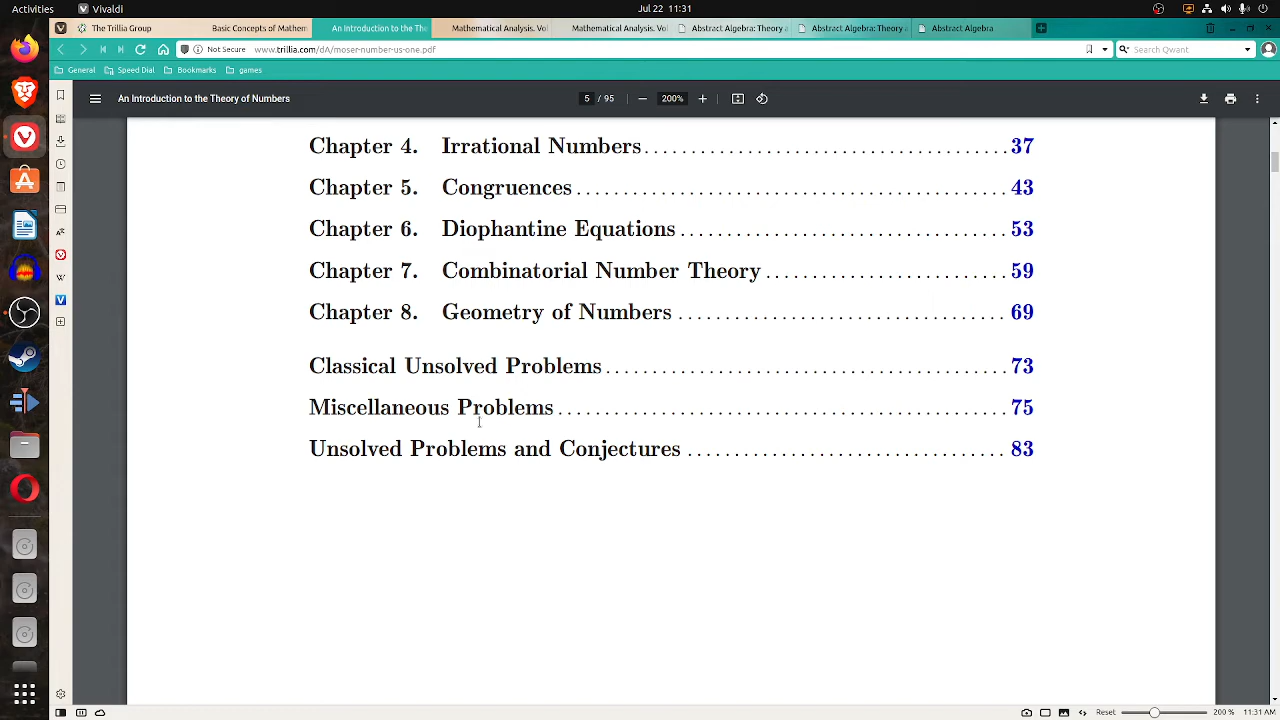 Activities Vivaldi Jul 22 11:31
The Trillia Group Basic Concepts of Mathem An Introduction to the The Mathematical Analysis. Vol Mathematical Analysis. Vol Abstract Algebra: Theory a Abstract Algebra: Theory a Abstract Algebra
Not Secure www.trillia.com/dA/moser-number-us-one.pdf Search Qwant
General Speed Dial Bookmarks games
An Introduction to the Theory of Numbers 5 / 95 200%
Chapter 4. Irrational Numbers 37
Chapter 5. Congruences 43
Chapter 6. Diophantine Equations 53
Chapter 7. Combinatorial Number Theory 59
Chapter 8. Geometry of Numbers 69
Classical Unsolved Problems 73
Miscellaneous Problems 75
Unsolved Problems and Conjectures 83
Reset 200 % 11:31 AM